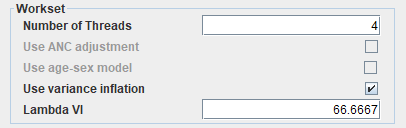 Workset
Number of Threads 4
Use ANC adjustment
Use age-sex model
Use variance inflation
Lambda VI 66.6667